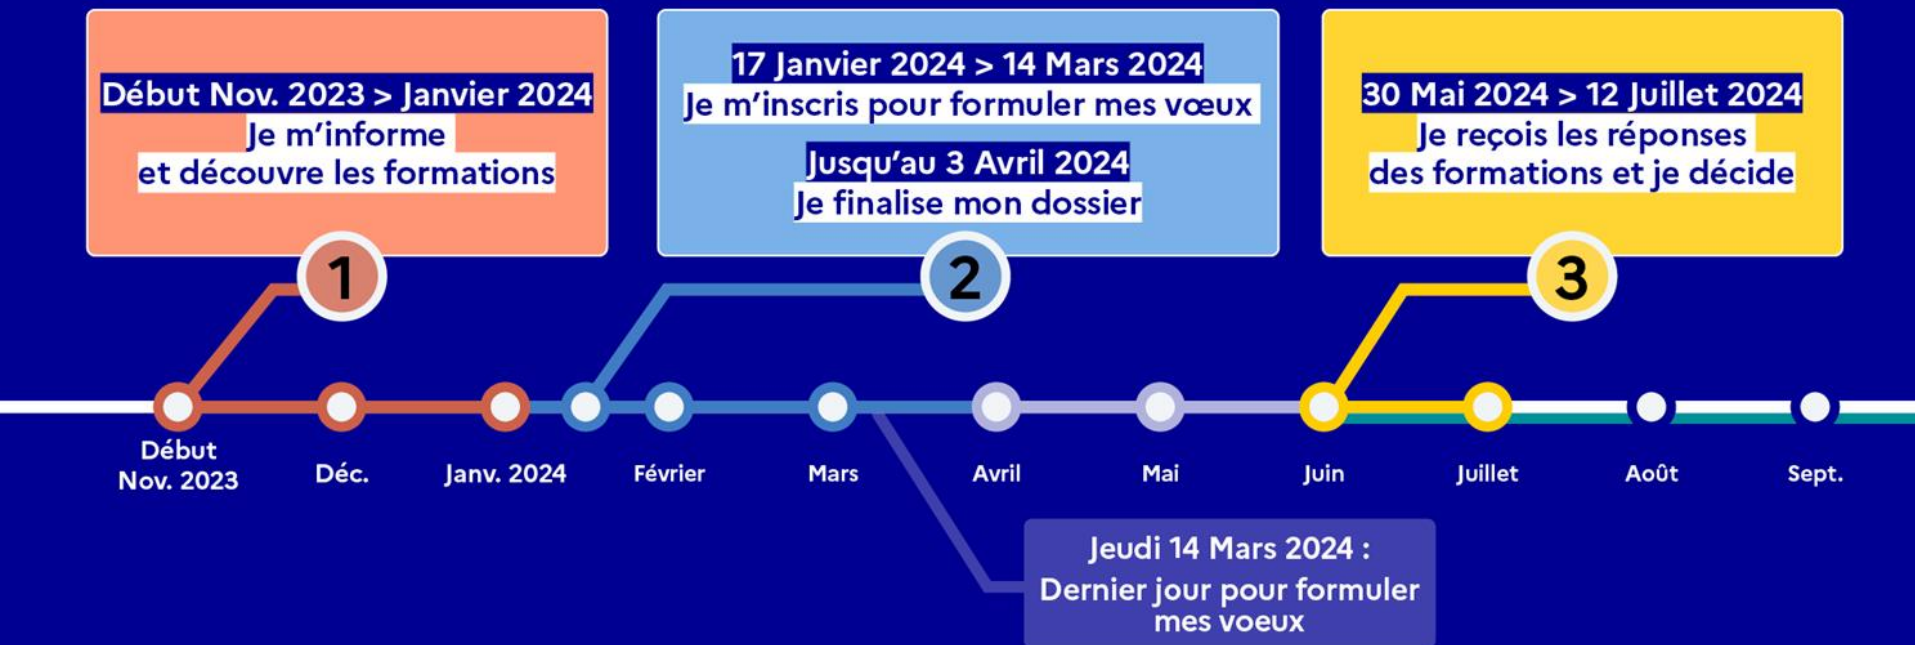 Début Nov. 2023 > Janvier 2024
Je m’informe
et découvre les formations
17 Janvier 2024 > 14 Mars 2024
Je m’inscris pour formuler mes vœux
Jusqu’au 3 Avril 2024
Je finalise mon dossier
30 Mai 2024 > 12 Juillet 2024
Je reçois les réponses
des formations et je décide
1
2
3
Début
Nov. 2023
Déc.
Janv. 2024
Février
Mars
Avril
Mai
Juin
Juillet
Août
Sept.
Jeudi 14 Mars 2024 :
Dernier jour pour formuler
mes voeux